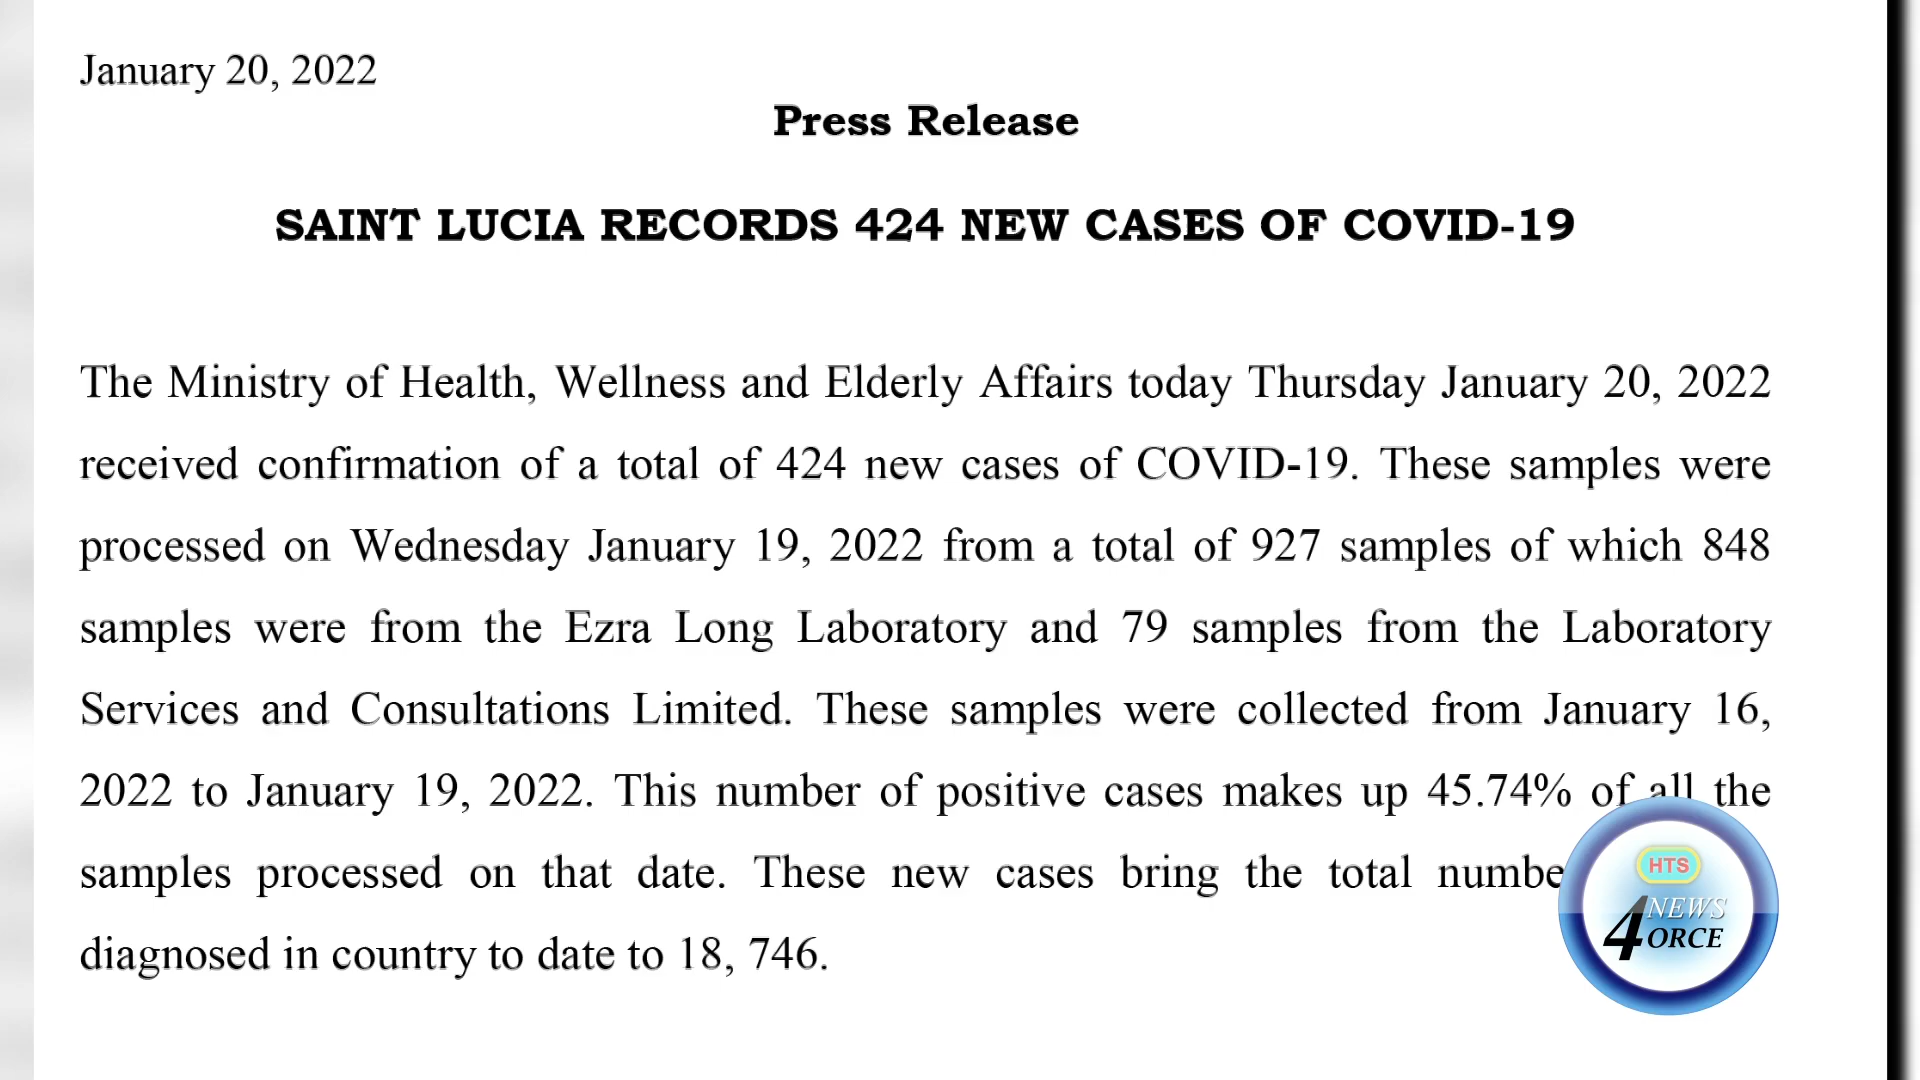 January 20, 2022
Press Release
SAINT LUCIA RECORDS 424 NEW CASES OF COVID-19
The Ministry of Health, Wellness and Elderly Affairs today Thursday January 20, 2022
received confirmation of a total of 424 new cases of COVID-19. These samples were
processed on Wednesday January 19, 2022 from a total of 927 samples of which 848
samples were from the Ezra Long Laboratory and 79 samples from the Laboratory
Services and Consultations Limited. These samples were collected from January 16,
2022 to January 19, 2022. This number of positive cases makes up 45.74% of all the
samples processed on that date. These new cases bring the total numbe
diagnosed in country to date to 18, 746.
HTS
NEWS
4ORCE